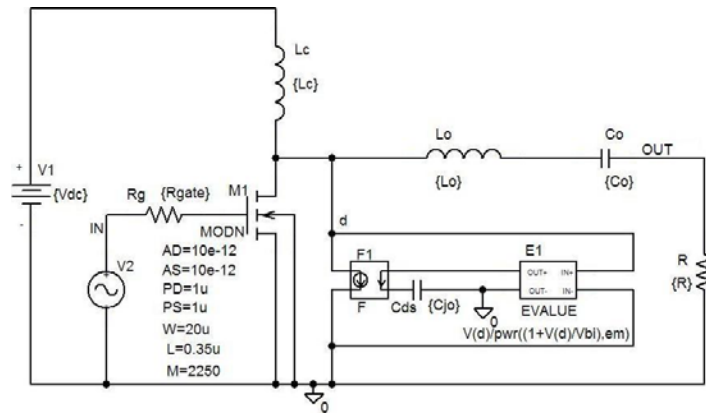 Lc
{Lc}
Lo
{Lo}
Co
{Co}
OUT
+
V1
{Vdc}
-
Rg
{Rgate}
M1
MODN
IN
V2
AD=10e-12
AS=10e-12
PD=1u
PS=1u
W=20u
L=0.35u
M=2250
d
F1
F
Cds
{Cjo}
0
E1
OUT+
IN+
OUT-
IN-
EVALUE
V(d)/pwr((1+V(d)/Vbi),em)
R
{R}
0